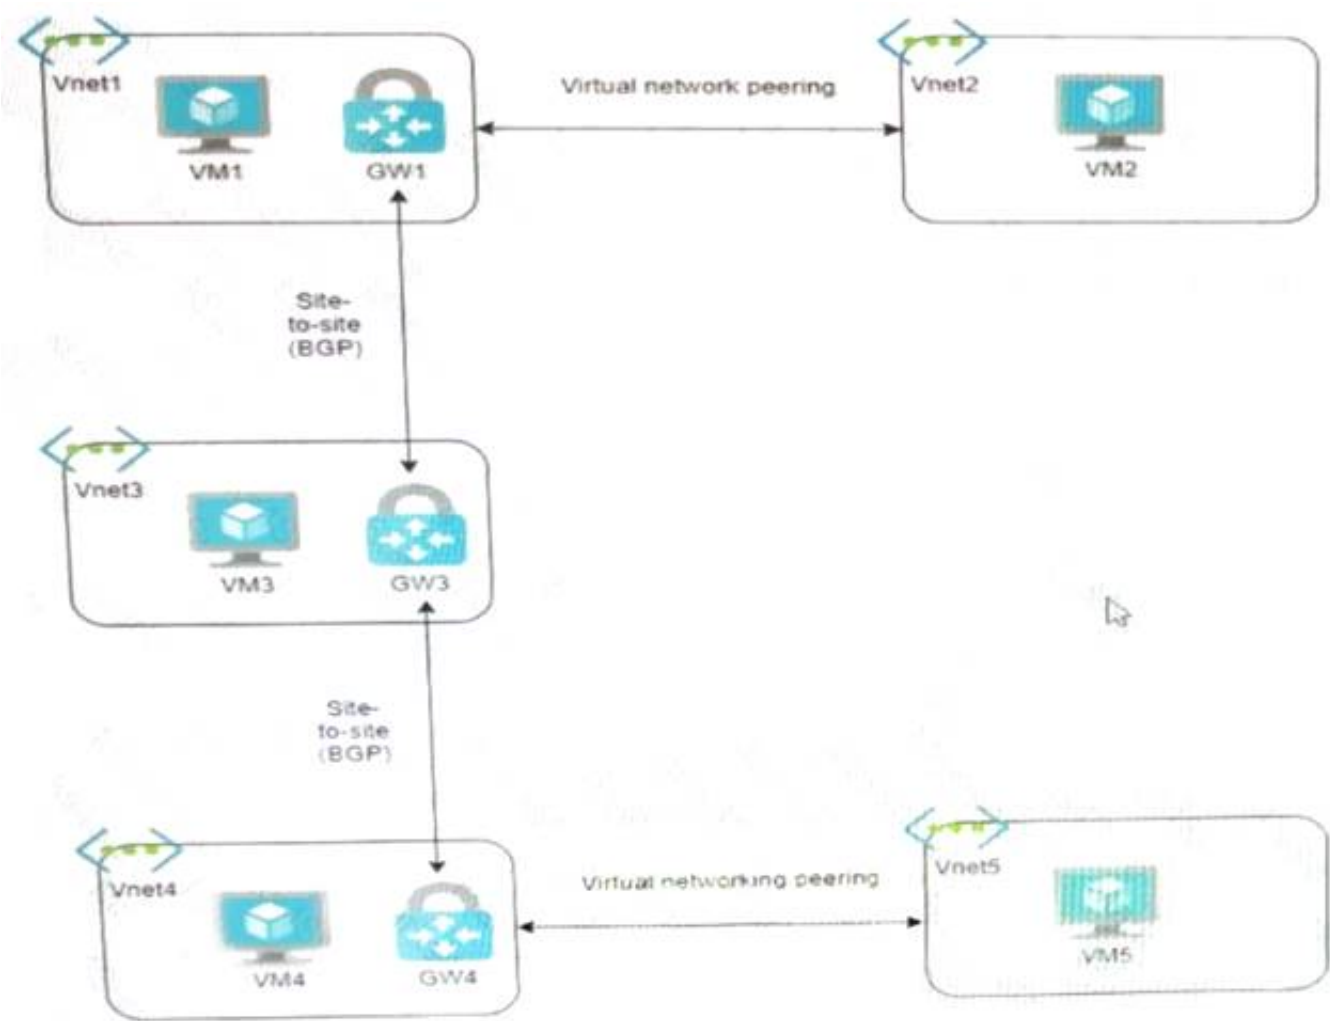 Vnet1
VM1
GW1
Virtual network peering
Vnet2
VM2
Site-
to-site
(BGP)
Vnet3
VM3
GW3
Site-
to-site
(BGP)
Vnet4
VM4
GW4
Virtual networking peering
Vnet5
VM5